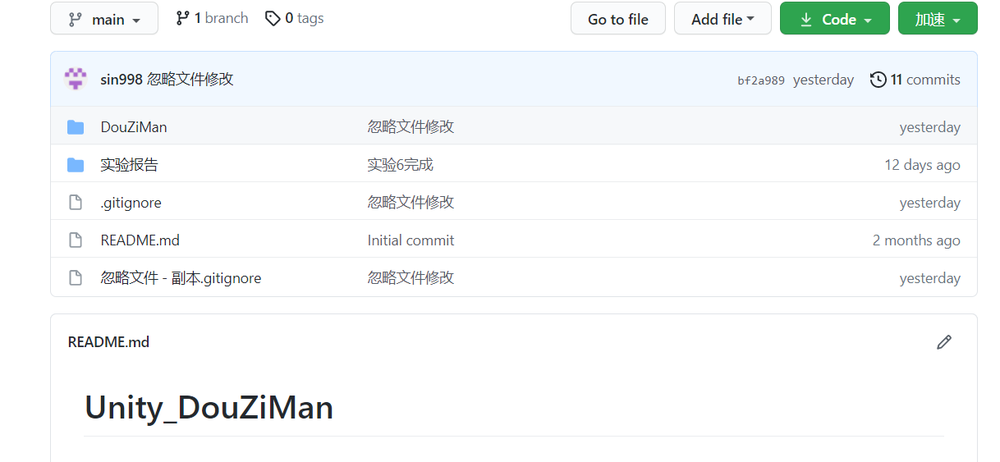 main 1 branch 0 tags Go to file Add file Code 加速
sin998 忽略文件修改 bf2a989 yesterday 11 commits
DouZiMan 忽略文件修改 yesterday
实验报告 实验6完成 12 days ago
.gitignore 忽略文件修改 yesterday
README.md Initial commit 2 months ago
忽略文件 - 副本.gitignore 忽略文件修改 yesterday
README.md
Unity_DouZiMan